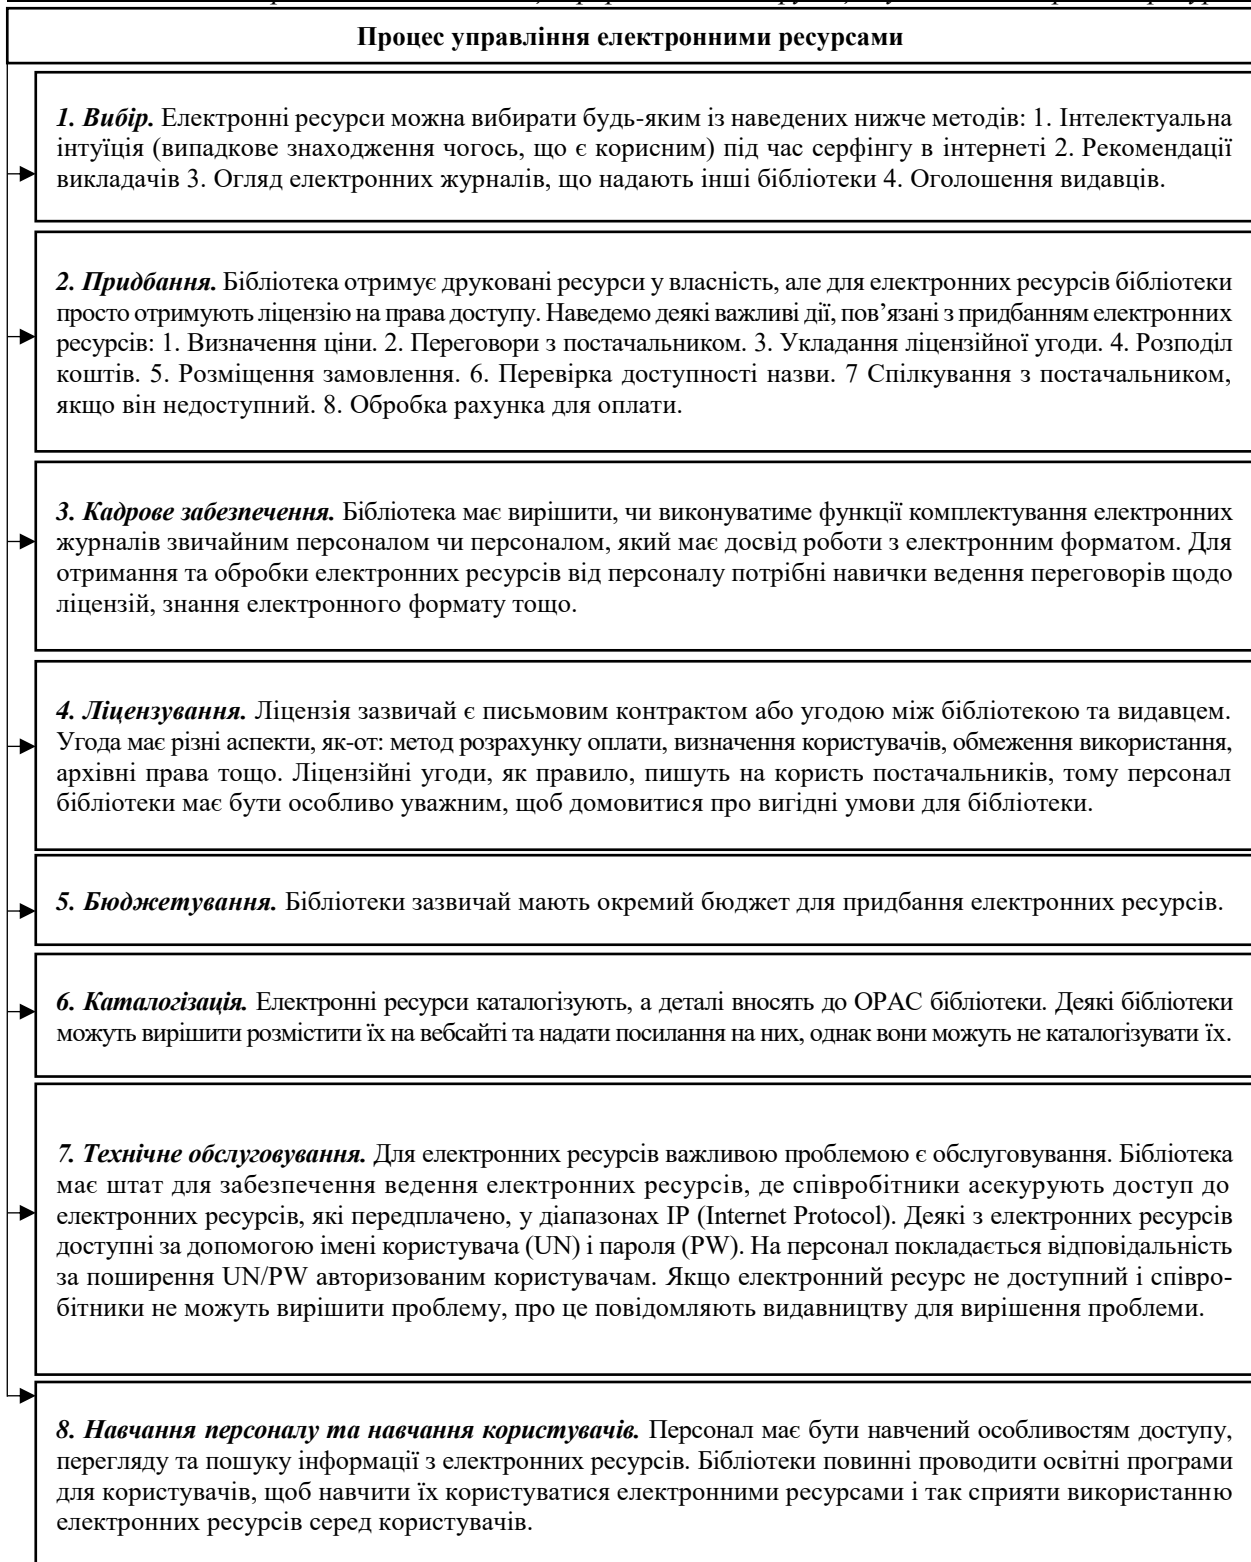 Процес управління електронними ресурсами
1. Вибір. Електронні ресурси можна вибирати будь-яким із наведених нижче методів: 1. Інтелектуальна
інтуїція (випадкове знаходження чогось, що є корисним) під час серфінгу в інтернеті 2. Рекомендації
викладачів 3. Огляд електронних журналів, що надають інші бібліотеки 4. Оголошення видавців.
2. Придбання. Бібліотека отримує друковані ресурси у власність, але для електронних ресурсів бібліотеки
просто отримують ліцензію на права доступу. Наведемо деякі важливі дії, пов’язані з придбанням електронних
ресурсів: 1. Визначення ціни. 2. Переговори з постачальником. 3. Укладання ліцензійної угоди. 4. Розподіл
коштів. 5. Розміщення замовлення. 6. Перевірка доступності назви. 7 Спілкування з постачальником,
якщо він недоступний. 8. Обробка рахунка для оплати.
3. Кадрове забезпечення. Бібліотека має вирішити, чи виконуватиме функції комплектування електронних
журналів звичайним персоналом чи персоналом, який має досвід роботи з електронним форматом. Для
отримання та обробки електронних ресурсів від персоналу потрібні навички ведення переговорів щодо
ліцензій, знання електронного формату тощо.
4. Ліцензування. Ліцензія зазвичай є письмовим контрактом або угодою між бібліотекою та видавцем.
Угода має різні аспекти, як-от: метод розрахунку оплати, визначення користувачів, обмеження використання,
архівні права тощо. Ліцензійні угоди, як правило, пишуть на користь постачальників, тому персонал
бібліотеки має бути особливо уважним, щоб домовитися про вигідні умови для бібліотеки.
5. Бюджетування. Бібліотеки зазвичай мають окремий бюджет для придбання електронних ресурсів.
6. Каталогізація. Електронні ресурси каталогізують, а деталі вносять до OPAC бібліотеки. Деякі бібліотеки
можуть вирішити розмістити їх на вебсайті та надати посилання на них, однак вони можуть не каталогізувати їх.
7. Технічне обслуговування. Для електронних ресурсів важливою проблемою є обслуговування. Бібліотека
має штат для забезпечення ведення електронних ресурсів, де співробітники асекурують доступ до
електронних ресурсів, які передплачено, у діапазонах IP (Internet Protocol). Деякі з електронних ресурсів
доступні за допомогою імені користувача (UN) і пароля (PW). На персонал покладається відповідальність
за поширення UN/PW авторизованим користувачам. Якщо електронний ресурс не доступний і співро-
бітники не можуть вирішити проблему, про це повідомляють видавництву для вирішення проблеми.
8. Навчання персоналу та навчання користувачів. Персонал має бути навчений особливостям доступу,
перегляду та пошуку інформації з електронних ресурсів. Бібліотеки повинні проводити освітні програми
для користувачів, щоб навчити їх користуватися електронними ресурсами і так сприяти використанню
електронних ресурсів серед користувачів.